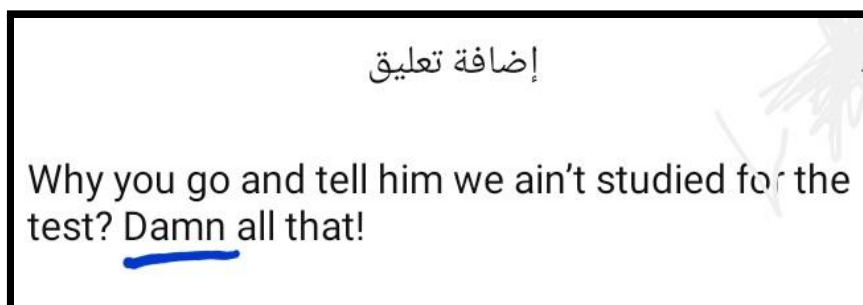 إضافة تعليق
Why you go and tell him we ain’t studied for the
test? Damn all that!